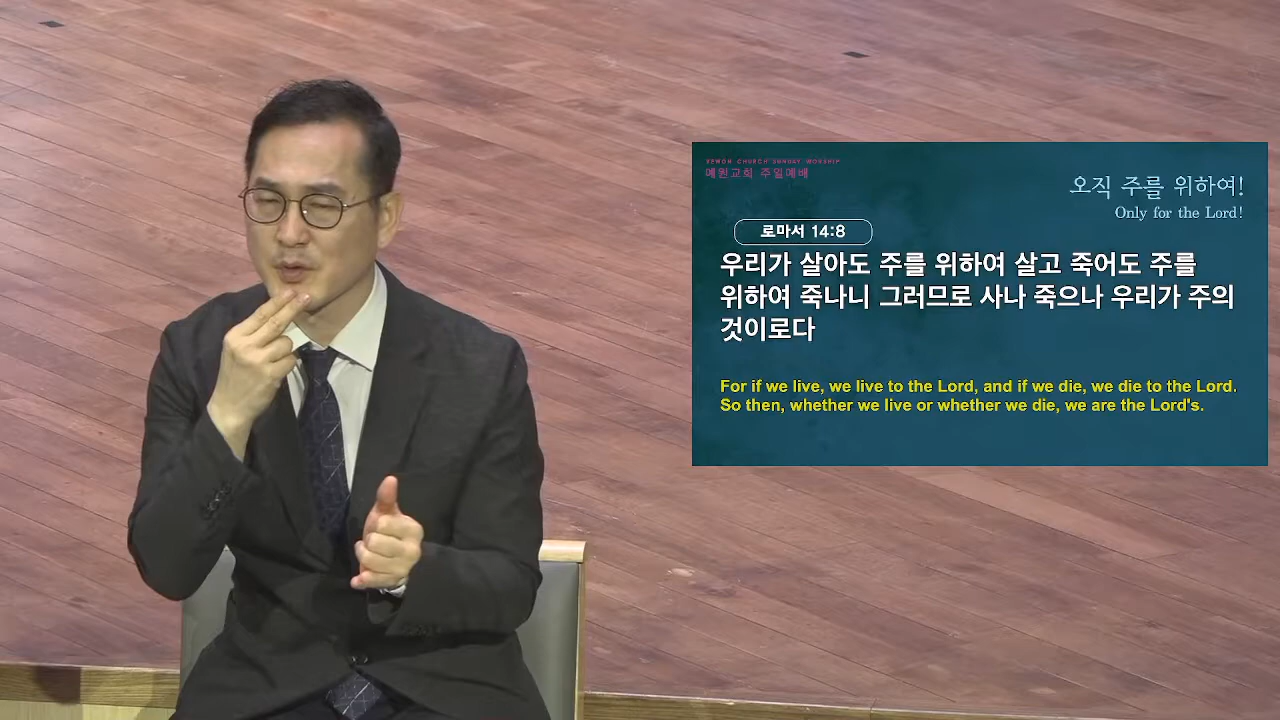 YEWON CHURCH SUNDAY WORSHIP
예원교회 주일예배
오직 주를 위하여!
Only for the Lord!
로마서 14:8
우리가 살아도 주를 위하여 살고 죽어도 주를
위하여 죽나니 그러므로 사나 죽으나 우리가 주의
것이로다
For if we live, we live to the Lord, and if we die, we die to the Lord.
So then, whether we live or whether we die, we are the Lord's.